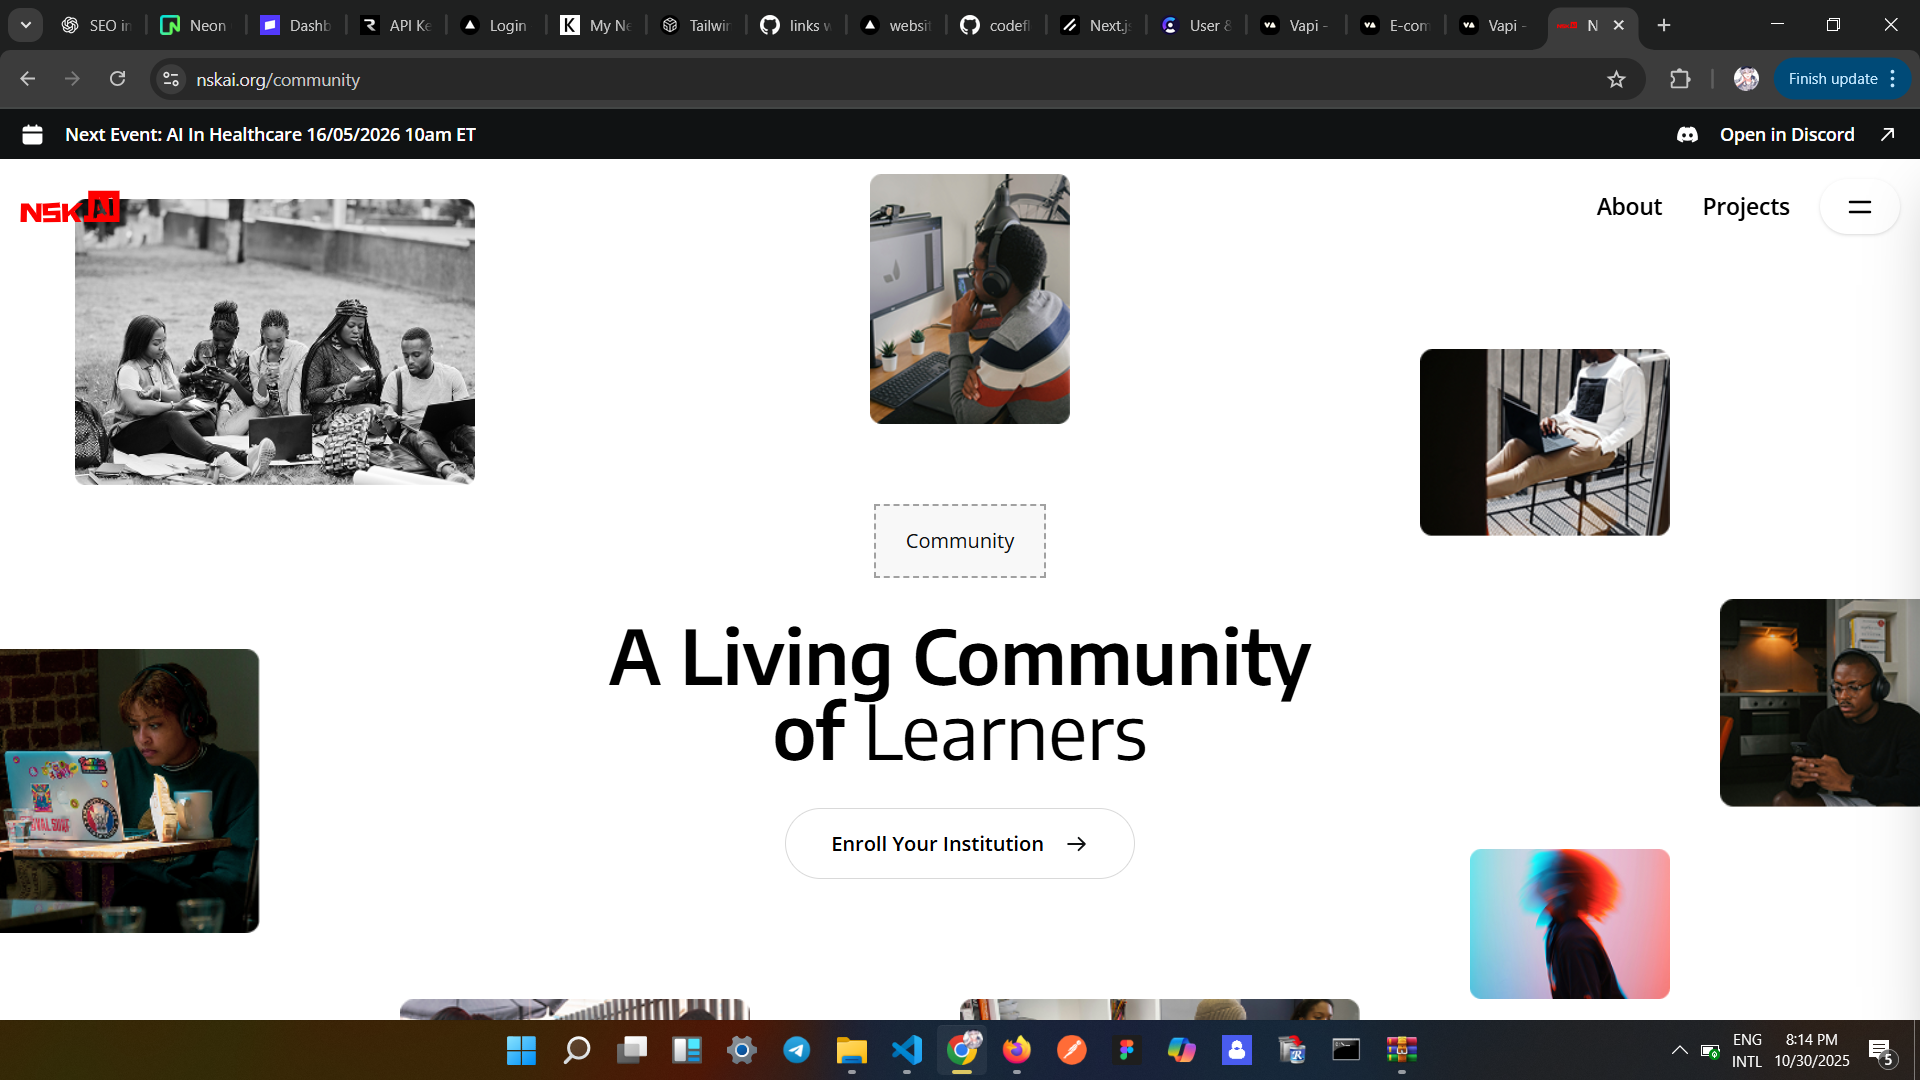 SEO in
Neon
Dashb
API Ke
Login
My Ne
Tailwin
links w
websit
codefl
Next.js
User &
Vapi -
E-com
Vapi -
N
nskai.org/community
Finish update
Next Event: AI In Healthcare 16/05/2026 10am ET
Open in Discord
NSK AI
About
Projects
Community
A Living Community
of Learners
Enroll Your Institution
ENG
INTL
8:14 PM
10/30/2025
5